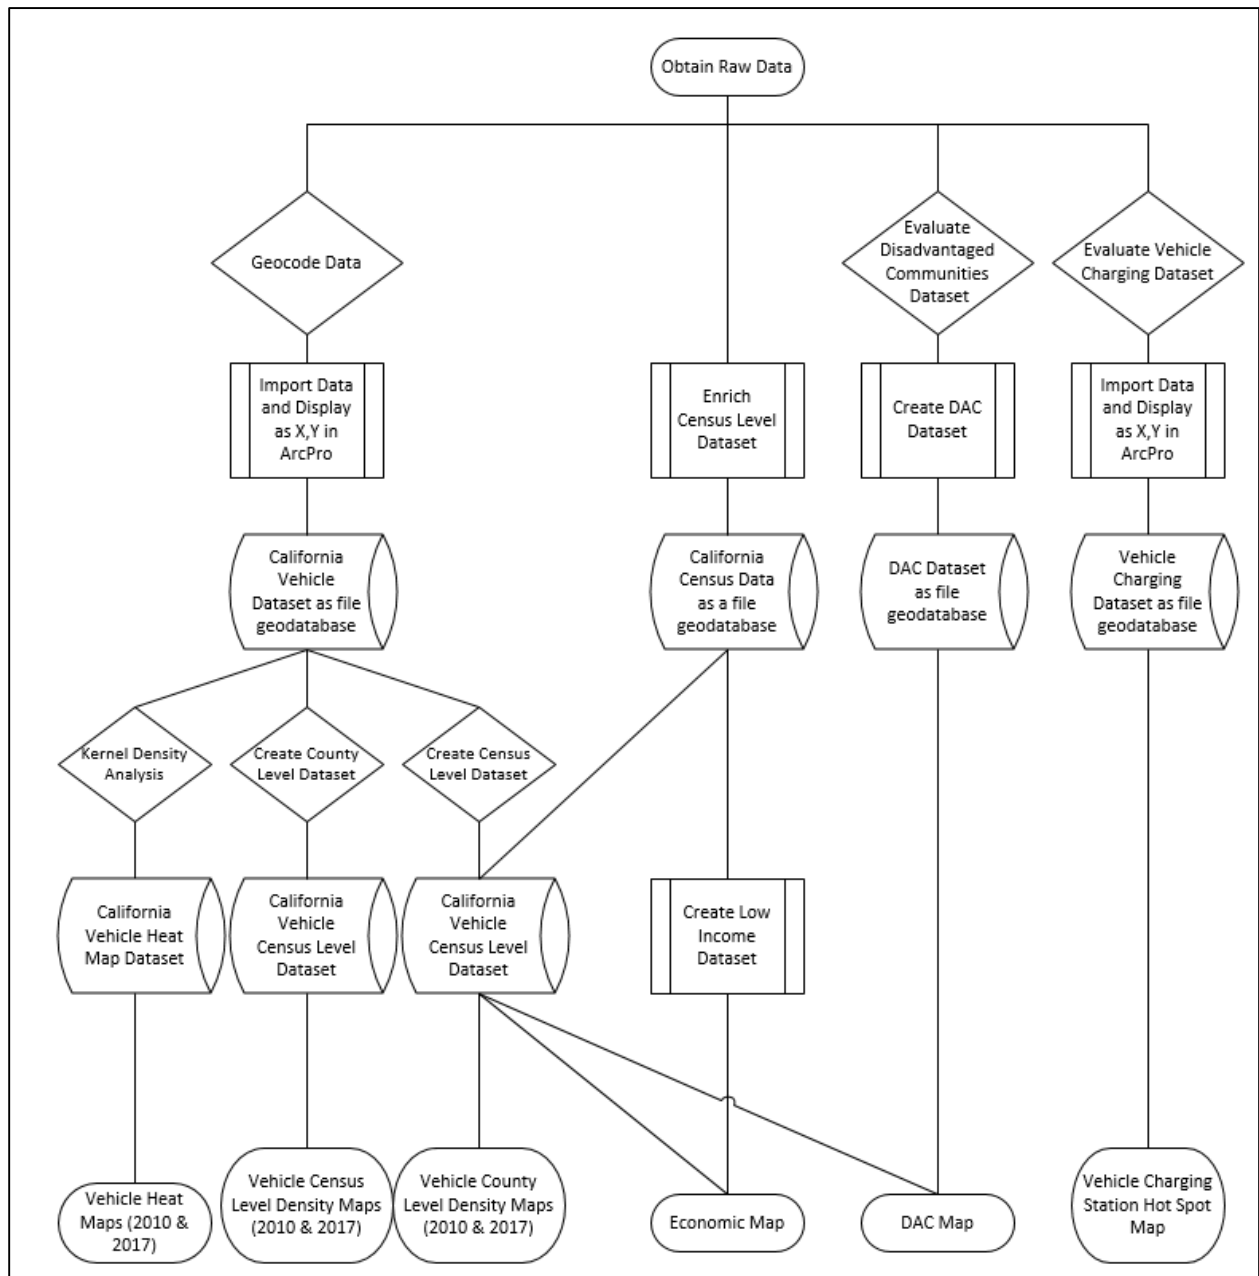 Obtain Raw Data
Geocode Data
Evaluate
Disadvantaged
Communities
Dataset
Evaluate Vehicle
Charging Dataset
Import Data
and Display
as X,Y in
ArcPro
Enrich
Census Level
Dataset
Create DAC
Dataset
Import Data
and Display
as X,Y in
ArcPro
California
Vehicle
Dataset as file
geodatabase
California
Census Data
as a file
geodatabase
DAC Dataset
as file
geodatabase
Vehicle
Charging
Dataset as file
geodatabase
Kernel Density
Analysis
Create County
Level Dataset
Create Census
Level Dataset
California
Vehicle Heat
Map Dataset
California
Vehicle
Census Level
Dataset
California
Vehicle
Census Level
Dataset
Create Low
Income
Dataset
Vehicle Heat
Maps (2010 &
2017)
Vehicle Census
Level Density Maps
(2010 & 2017)
Vehicle County
Level Density Maps
(2010 & 2017)
Economic Map
DAC Map
Vehicle Charging
Station Hot Spot
Map